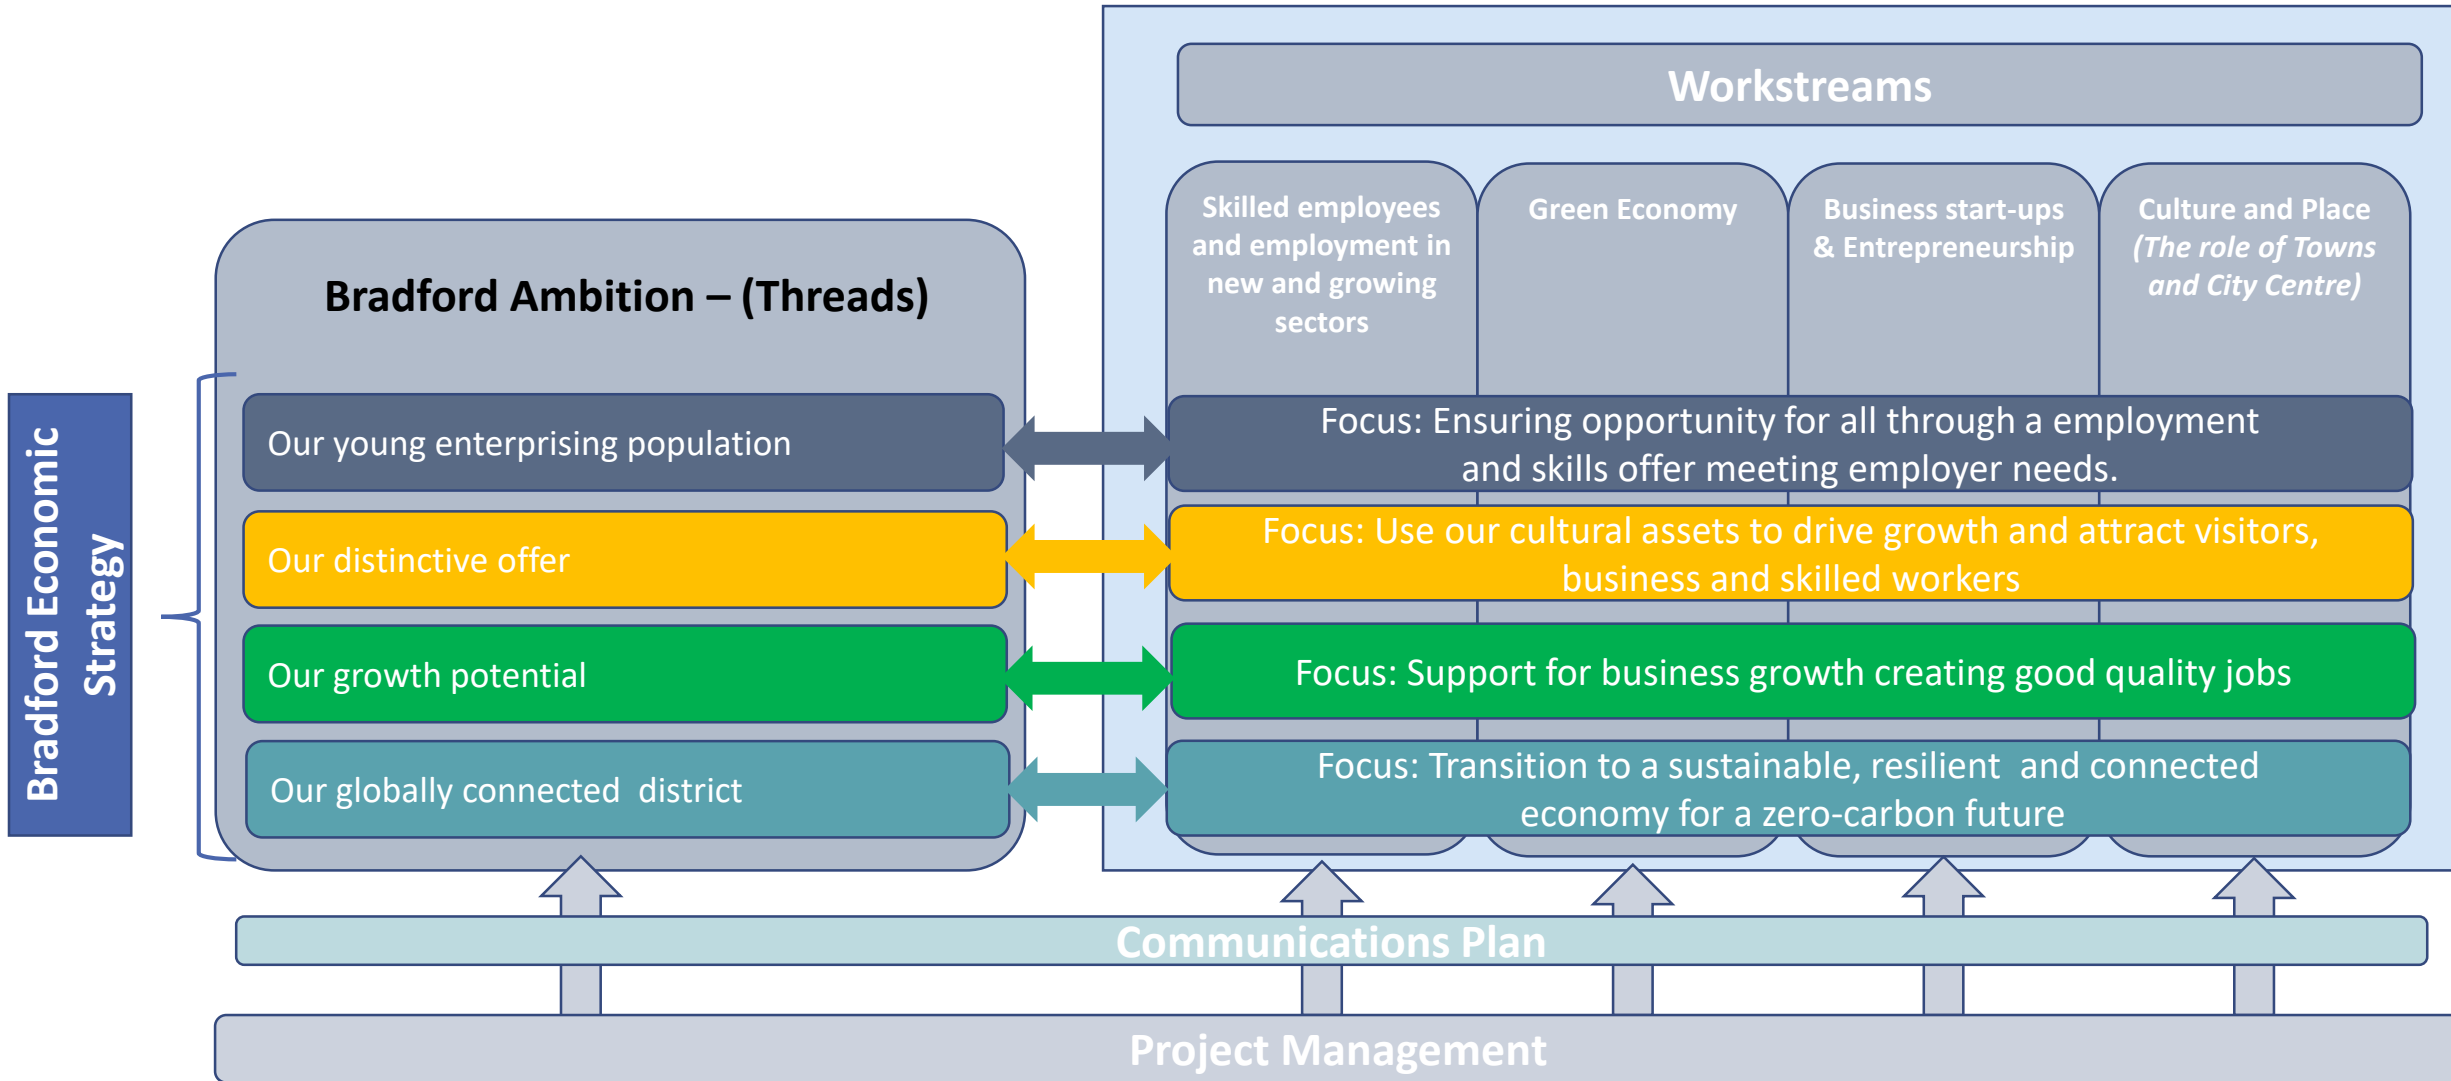 Workstreams
Skilled employees
and employment in
new and growing
sectors
Green Economy
Business start-ups
& Entrepreneurship
Culture and Place
(The role of Towns
and City Centre)
Bradford Ambition – (Threads)
Bradford Economic
Strategy
Our young enterprising population
Focus: Ensuring opportunity for all through a employment
and skills offer meeting employer needs.
Our distinctive offer
Focus: Use our cultural assets to drive growth and attract visitors,
business and skilled workers
Our growth potential
Focus: Support for business growth creating good quality jobs
Our globally connected  district
Focus: Transition to a sustainable, resilient  and connected
economy for a zero-carbon future
Communications Plan
Project Management